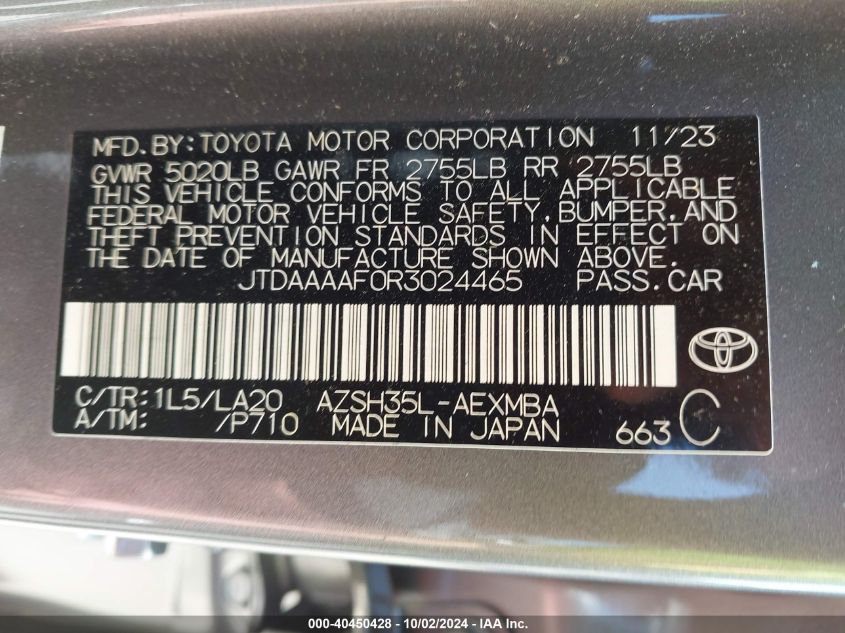 MFD. BY: TOYOTA MOTOR CORPORATION 11/23
GVWR 5020LB GAWR FR 2755LB RR 2755LB
THIS VEHICLE CONFORMS TO ALL APPLICABLE
FEDERAL MOTOR VEHICLE SAFETY, BUMPER, AND
THEFT PREVENTION STANDARDS IN EFFECT ON
THE DATE OF MANUFACTURE SHOWN ABOVE.
JTDAAAAF0R3024465 PASS. CAR
C/TR: 1L5/LA20 AZSH35L-AEXMBA
A/TM: /P710 MADE IN JAPAN 663 C
000-40450428 - 10/02/2024 - IAAI.COM